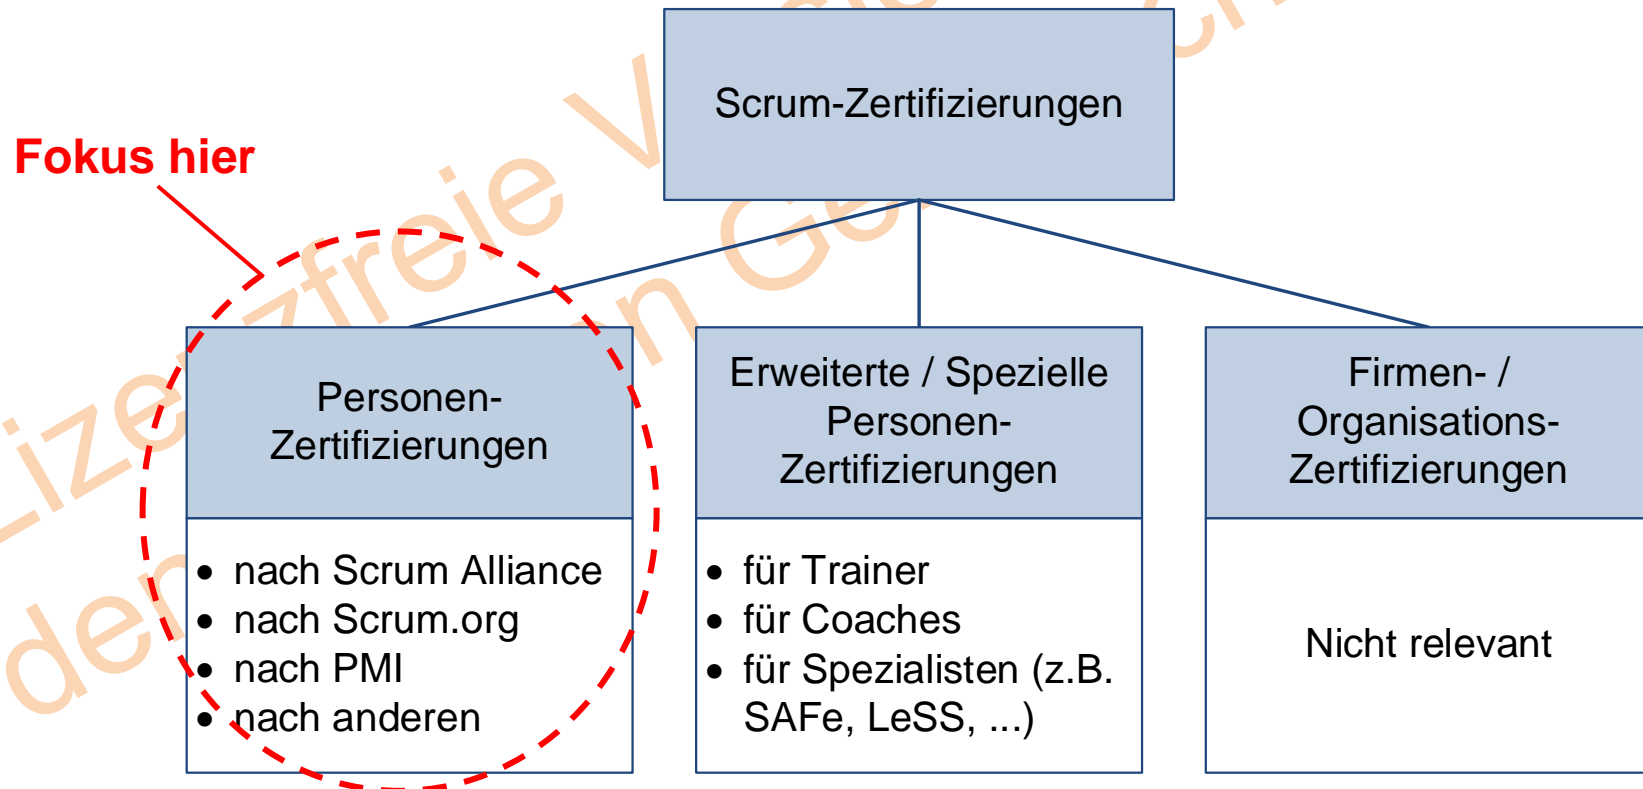 Scrum-Zertifizierungen
Fokus hier
Personen-
Zertifizierungen
• nach Scrum Alliance
• nach Scrum.org
• nach PMI
• nach anderen
Erweiterte / Spezielle
Personen-
Zertifizierungen
• für Trainer
• für Coaches
• für Spezialisten (z.B.
SAFe, LeSS, ...)
Firmen- /
Organisations-
Zertifizierungen
Nicht relevant
Lizenzfreie